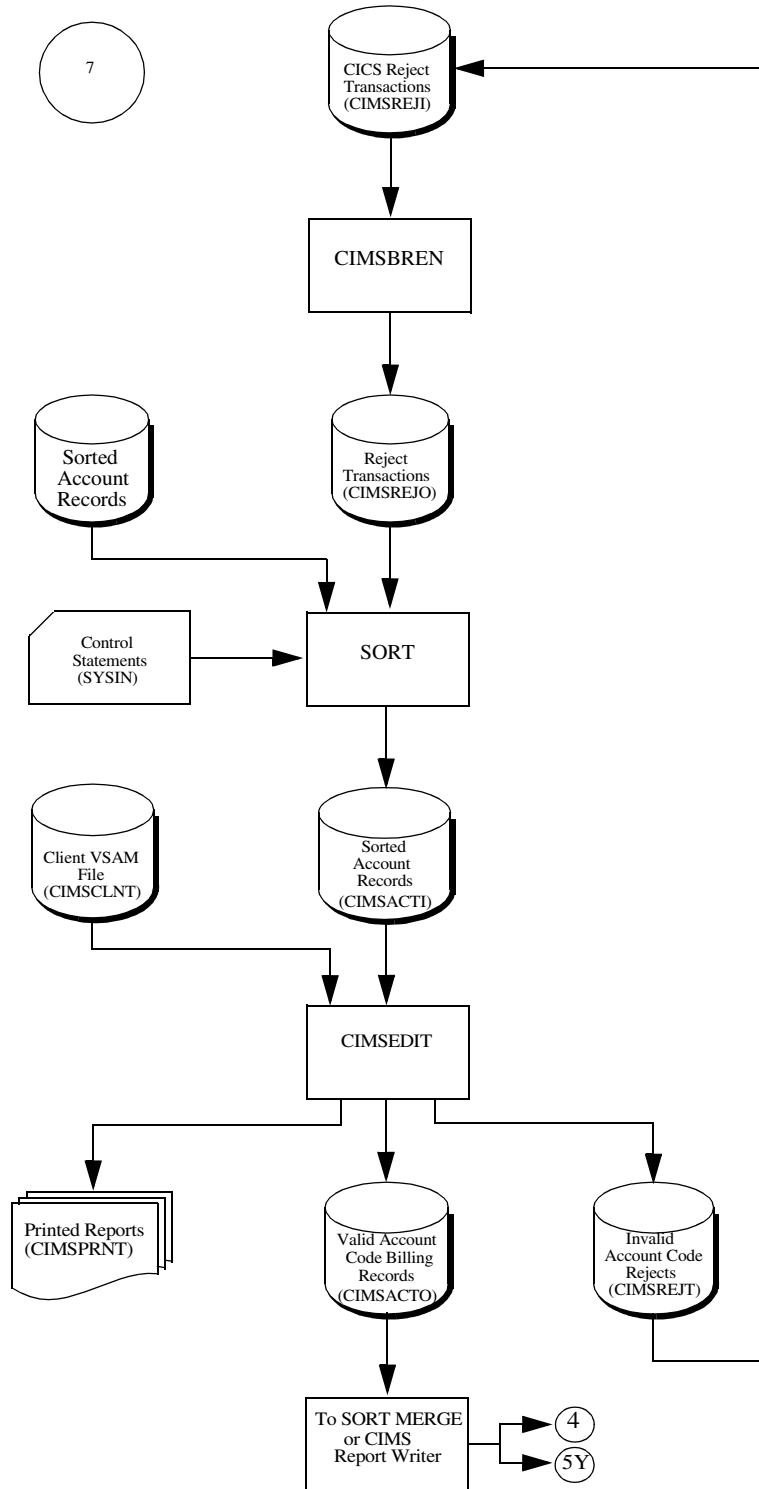 7
CICS Reject
Transactions
(CIMSREJI)
CIMSBREN
Sorted
Account
Records
Reject
Transactions
(CIMSREJO)
Control
Statements
(SYSIN)
SORT
Client VSAM
File
(CIMSCLNT)
Sorted
Account
Records
(CIMSACTI)
CIMSEDIT
Printed Reports
(CIMSPRNT)
Valid Account
Code Billing
Records
(CIMSACTO)
Invalid
Account Code
Rejects
(CIMSREJT)
To SORT MERGE
or CIMS
Report Writer
4
5Y